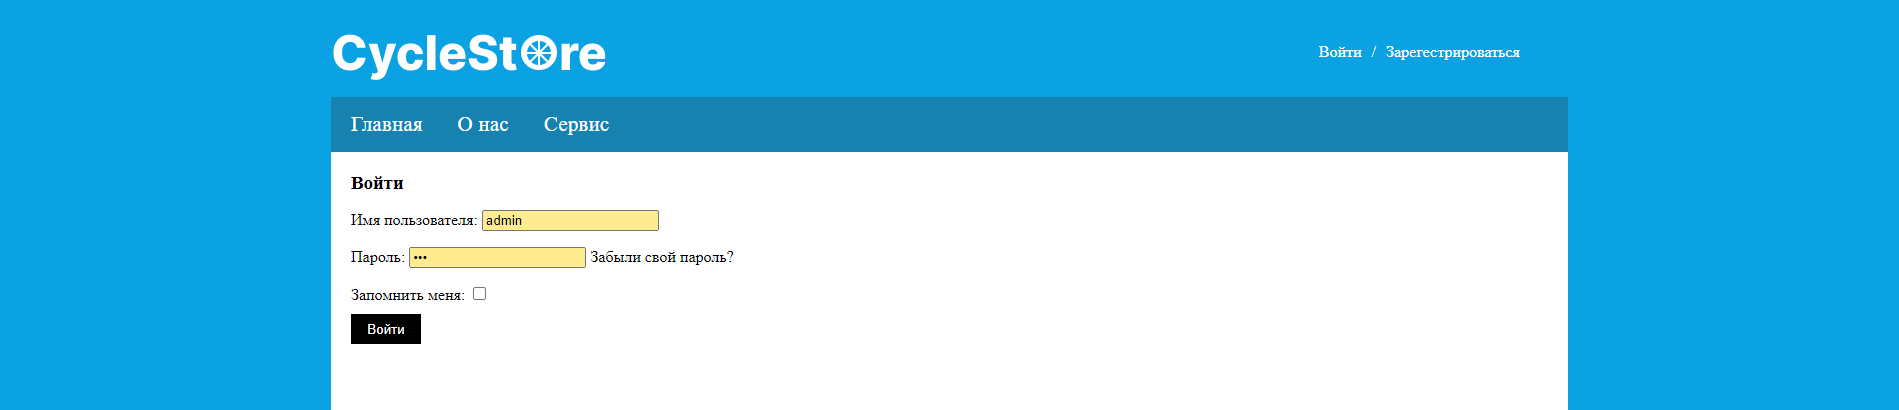 CycleStore
Войти / Зарегестрироваться
Главная О нас Сервис
Войти
Имя пользователя: admin
Пароль: ••• Забыли свой пароль?
Запомнить меня:
Войти